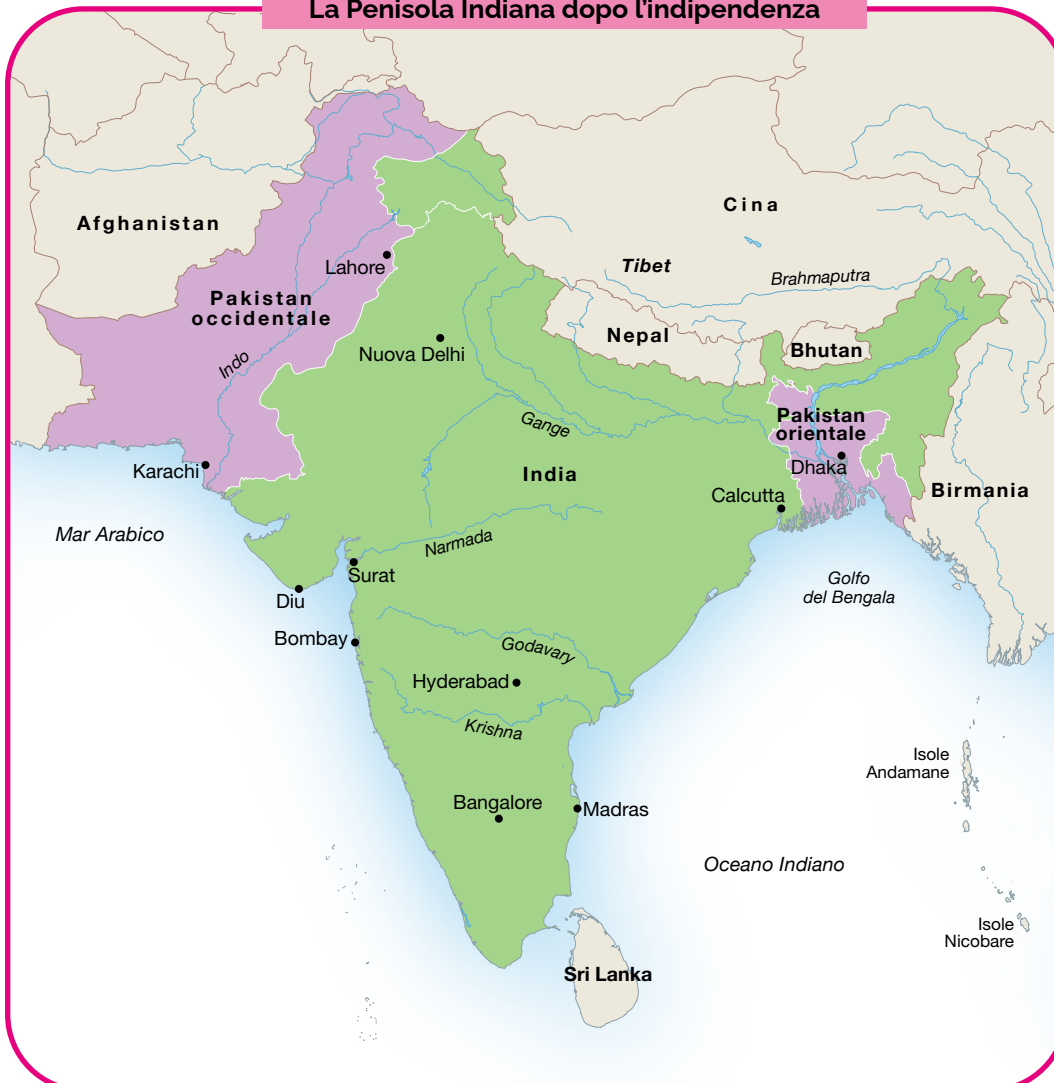 La Penisola Indiana dopo l'indipendenza
Afghanistan
Cina
Lahore
Tibet
Brahmaputra
Pakistan
occidentale
Nepal
Bhutan
Nuova Delhi
Indo
Gange
Pakistan
orientale
Dhaka
Karachi
India
Calcutta
Birmania
Mar Arabico
Narmada
Surat
Golfo
del Bengala
Diu
Bombay
Godavary
Hyderabad
Krishna
Isole
Andamane
Bangalore
Madras
Oceano Indiano
Isole
Nicobare
Sri Lanka